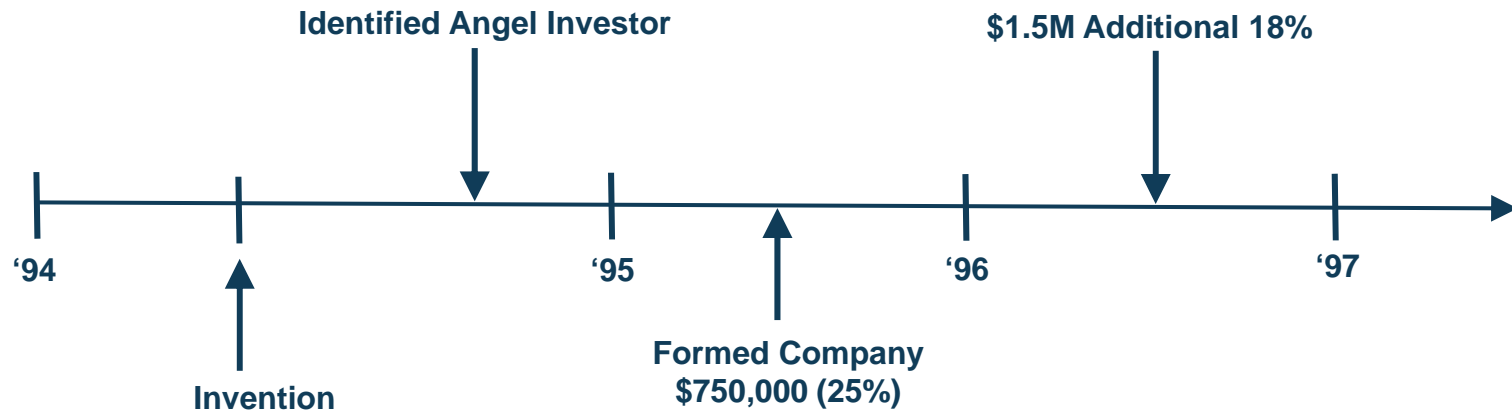 Identified Angel Investor
$1.5M Additional 18%
‘94
‘95
‘96
‘97
Formed Company
$750,000 (25%)
Invention